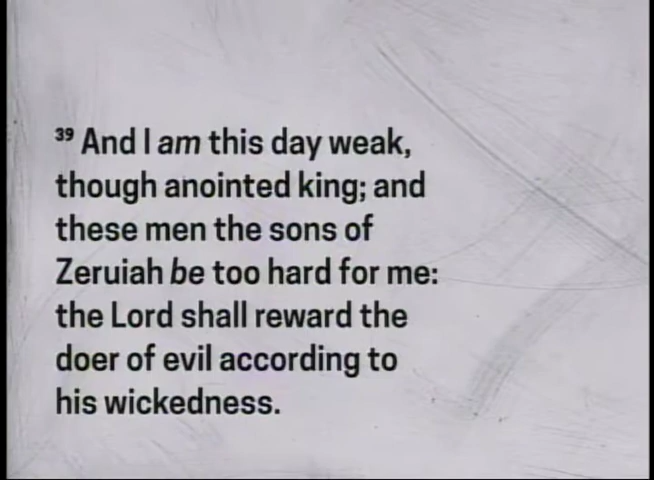 ³⁹ And I am this day weak,
though anointed king; and
these men the sons of
Zeruiah be too hard for me:
the Lord shall reward the
doer of evil according to
his wickedness.